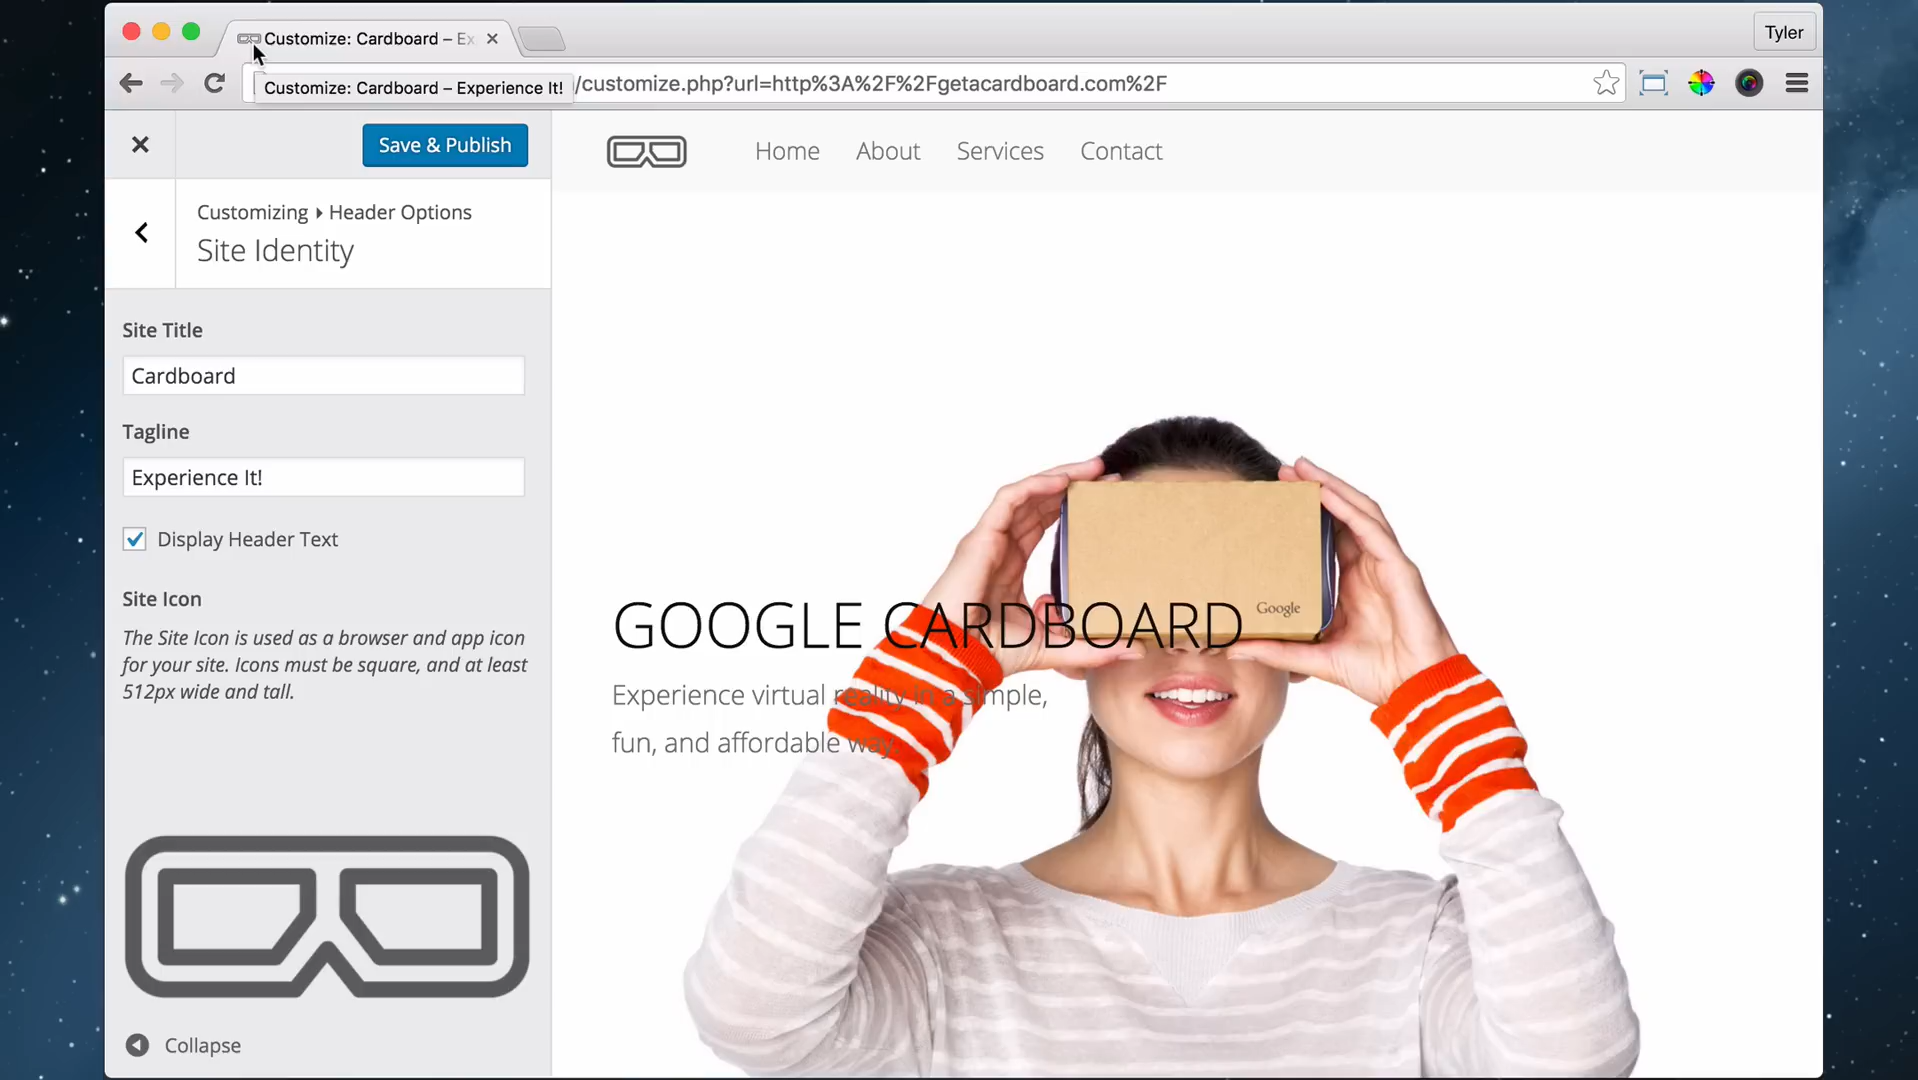 Customize: Cardboard – Ex
Tyler
Customize: Cardboard – Experience It!
/customize.php?url=http%3A%2F%2Fgetacardboard.com%2F
Save & Publish
Home About Services Contact
Customizing Header Options
Site Identity
Site Title
Cardboard
Tagline
Experience It!
Display Header Text
Site Icon
The Site Icon is used as a browser and app icon
for your site. Icons must be square, and at least
512px wide and tall.
Google
GOOGLE CARDBOARD
Experience virtual reality in a simple,
fun, and affordable way.
Collapse